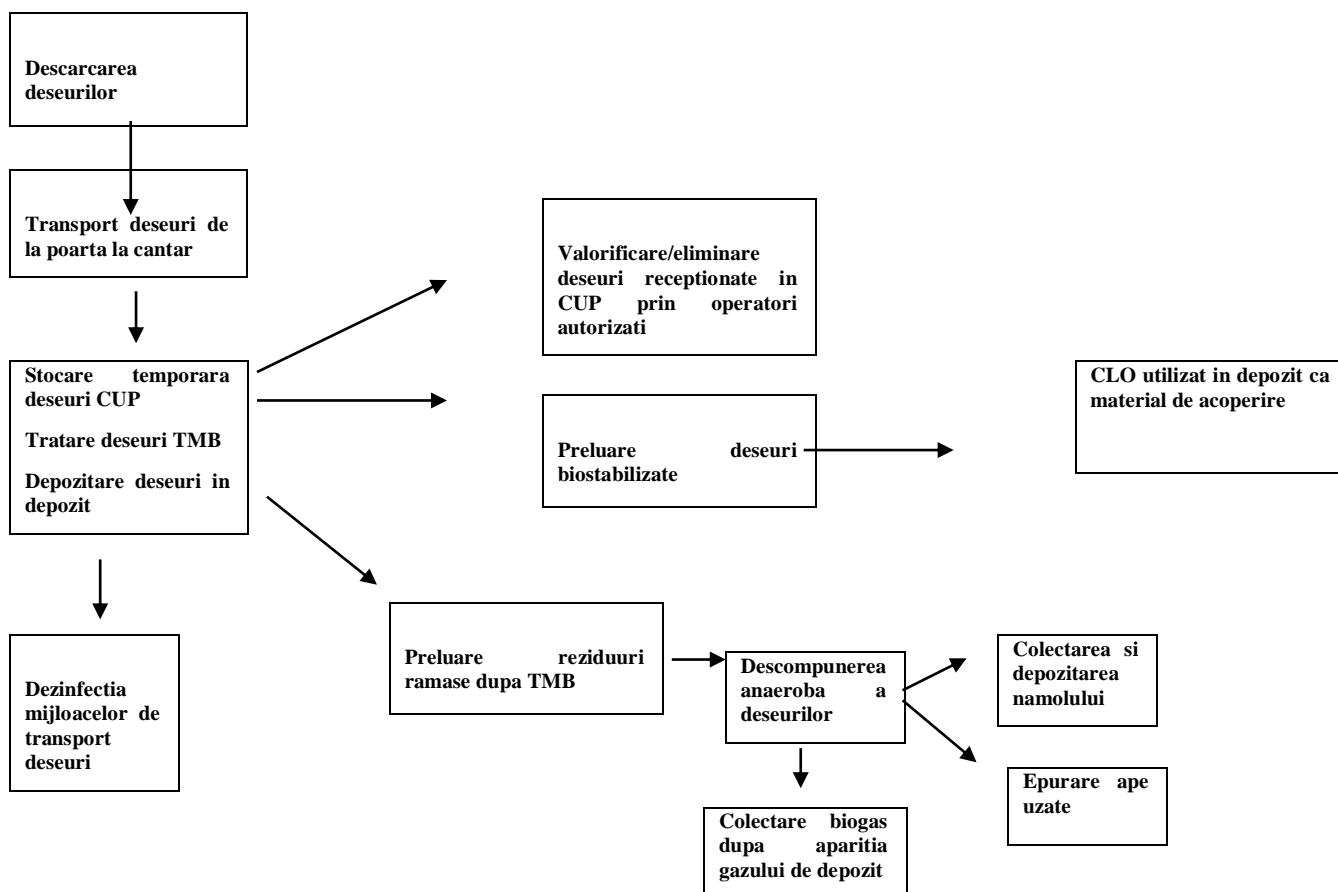 Descarcarea
deseurilor
Transport deseuri de
la poarta la cantar
Valorificare/eliminare
deseuri receptionate in
CUP prin operatori
autorizati
Stocare temporara
deseuri CUP
Tratare deseuri TMB
Depozitare deseuri in
depozit
CLO utilizat in depozit ca
material de acoperire
Preluare deseuri
biostabilizate
Dezinfectia
mijloacelor de
transport
deseuri
Preluare reziduuri
ramase dupa TMB
Descompunerea
anaeroba a
deseurilor
Colectarea si
depozitarea
namolului
Epurare ape
uzate
Colectare biogas
dupa aparitia
gazului de depozit